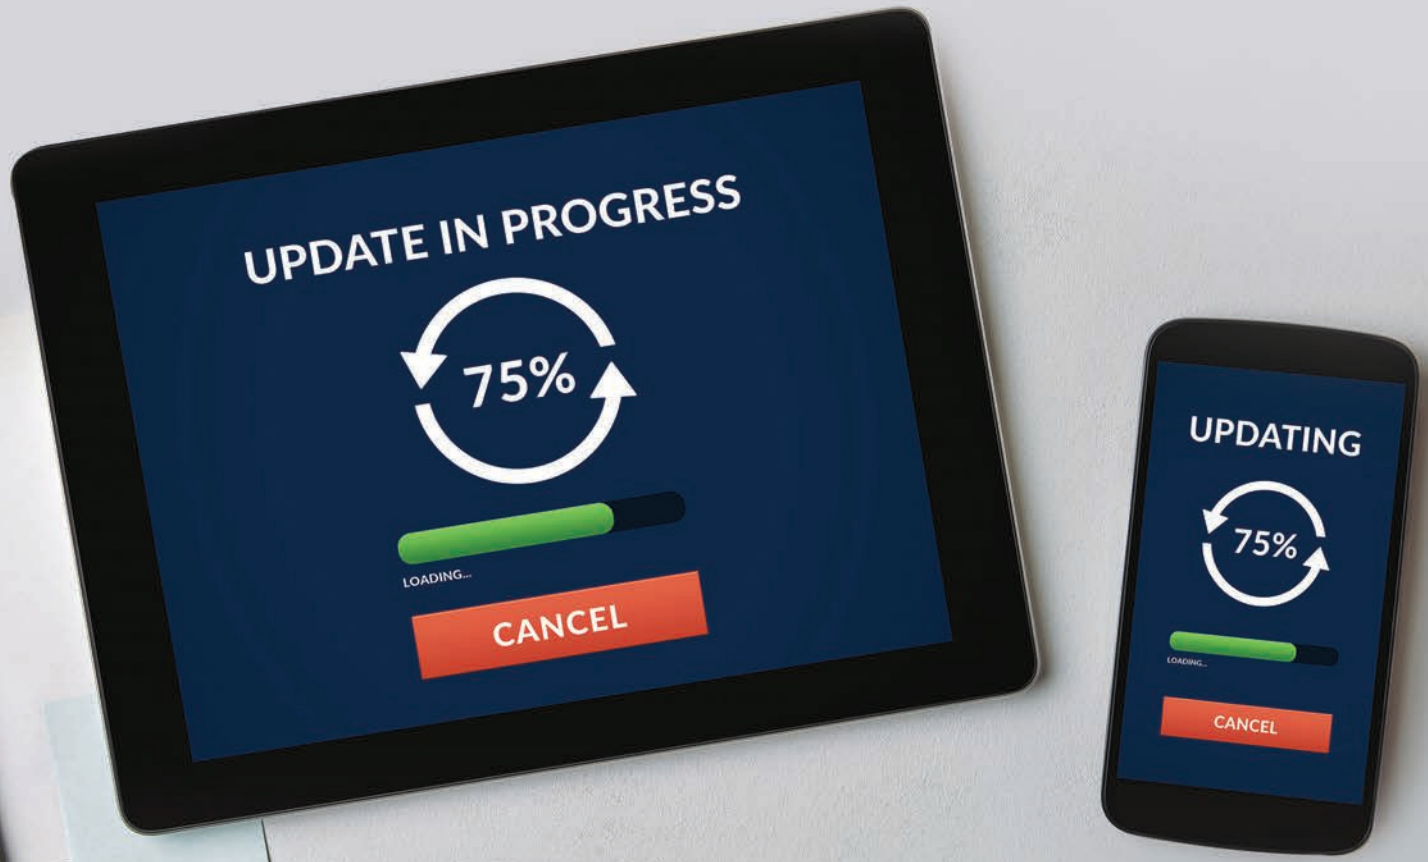 UPDATE IN PROGRESS
75%
LOADING...
CANCEL
UPDATING
75%
LOADING...
CANCEL